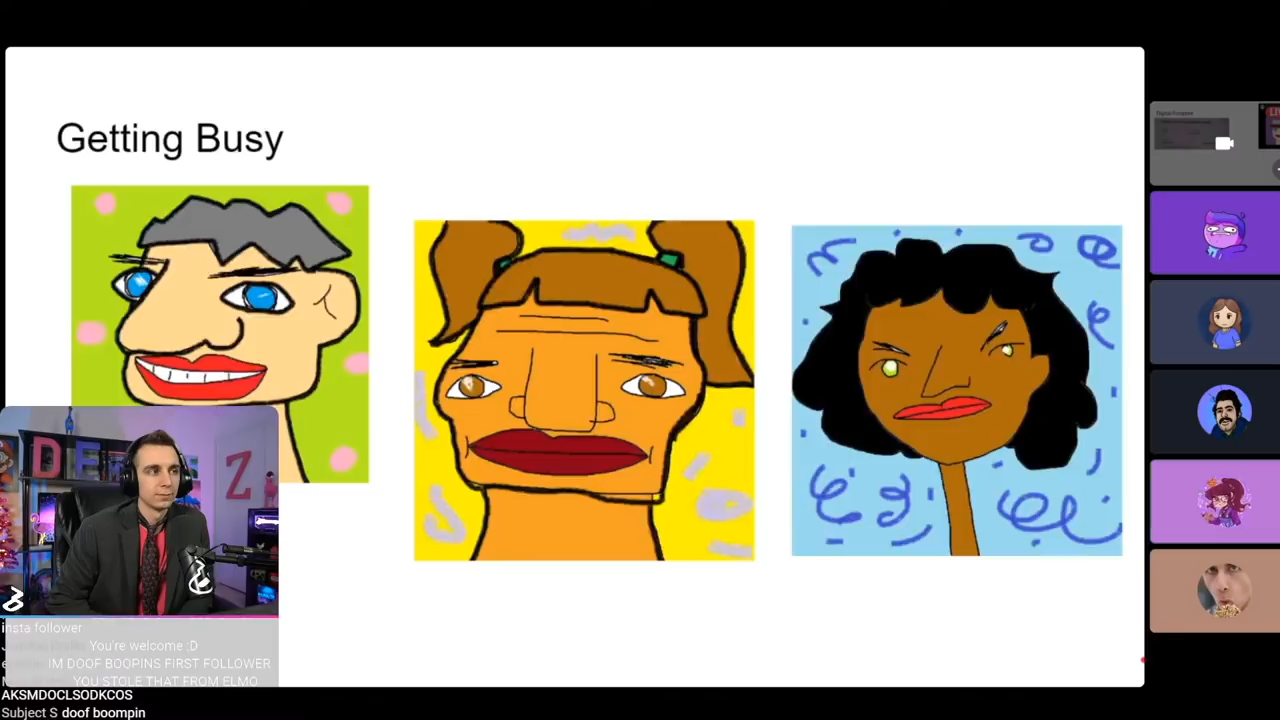 Getting Busy
Z
insta follower
You're welcome ;D
IM DOOF BOOPINS FIRST FOLLOWER
YOU STOLE THAT FROM ELMO
AKSMDOCLSODKCOS
Subject S doof boompin